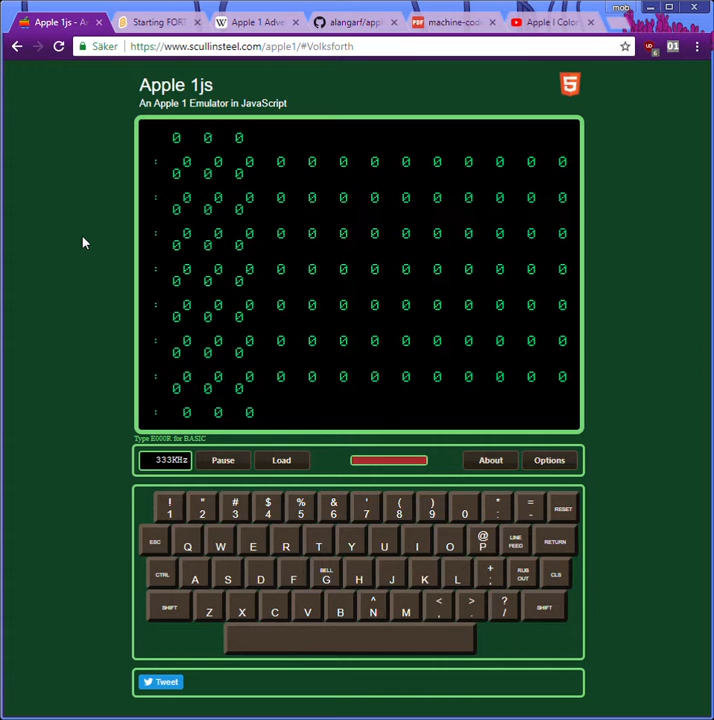 mob
Apple 1js - A
Starting FORT
Apple 1 Adve
alangarf/appl
machine-code
Apple I Color
Säker
https://www.scullinsteel.com/apple1/#Volksforth
6
01
Apple 1js
5
An Apple 1 Emulator in JavaScript
0 0 0
: 0 0 0 0 0 0 0 0 0 0 0 0 0
0 0 0
: 0 0 0 0 0 0 0 0 0 0 0 0 0
0 0 0
: 0 0 0 0 0 0 0 0 0 0 0 0 0
0 0 0
: 0 0 0 0 0 0 0 0 0 0 0 0 0
0 0 0
: 0 0 0 0 0 0 0 0 0 0 0 0 0
0 0 0
: 0 0 0 0 0 0 0 0 0 0 0 0 0
0 0 0
: 0 0 0 0 0 0 0 0 0 0 0 0 0
0 0 0
: 0 0 0
Type E000R for BASIC
333KHz Pause Load About Options
! " # $ % & ' ( ) * =
1 2 3 4 5 6 7 8 9 0 : - RESET
ESC Q W E R T Y U I O @ P LINE FEED RETURN
CTRL A S D F BELL G H J K L + ; RUB OUT CLS
SHIFT Z X C V B ^ N M < , > . ? / SHIFT
Tweet